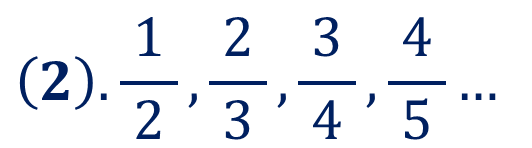 (2). 1/2, 2/3, 3/4, 4/5 ...